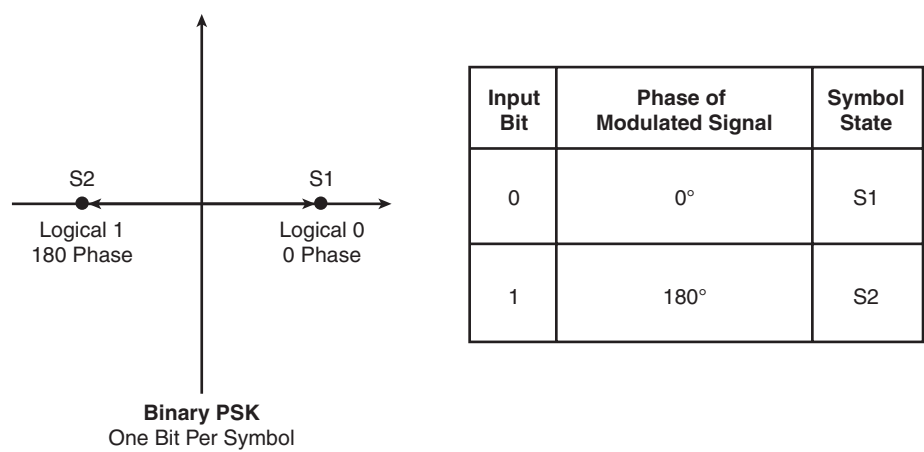 S2
S1
Logical 1
180 Phase
Logical 0
0 Phase
Binary PSK
One Bit Per Symbol
Input Bit
Phase of Modulated Signal
Symbol State
0
0°
S1
1
180°
S2